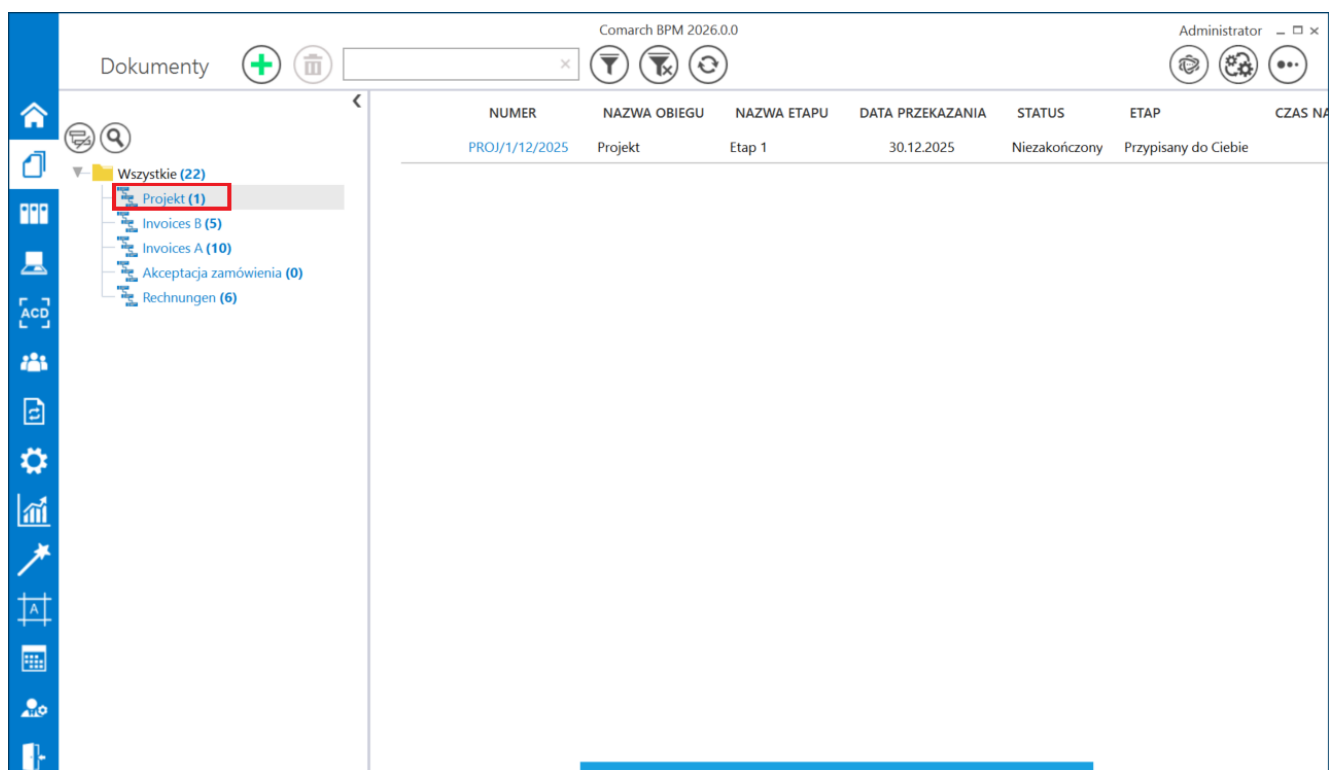 Comarch BPM 2026.0.0
Administrator
Dokumenty
NUMER NAZWA OBIEGU NAZWA ETAPU DATA PRZEKAZANIA STATUS ETAP CZAS NA
PROJ/1/12/2025 Projekt Etap 1 30.12.2025 Niezakończony Przypisany do Ciebie
Wszystkie (22)
Projekt (1)
Invoices B (5)
Invoices A (10)
Akceptacja zamówienia (0)
Rechnungen (6)
ACD
A